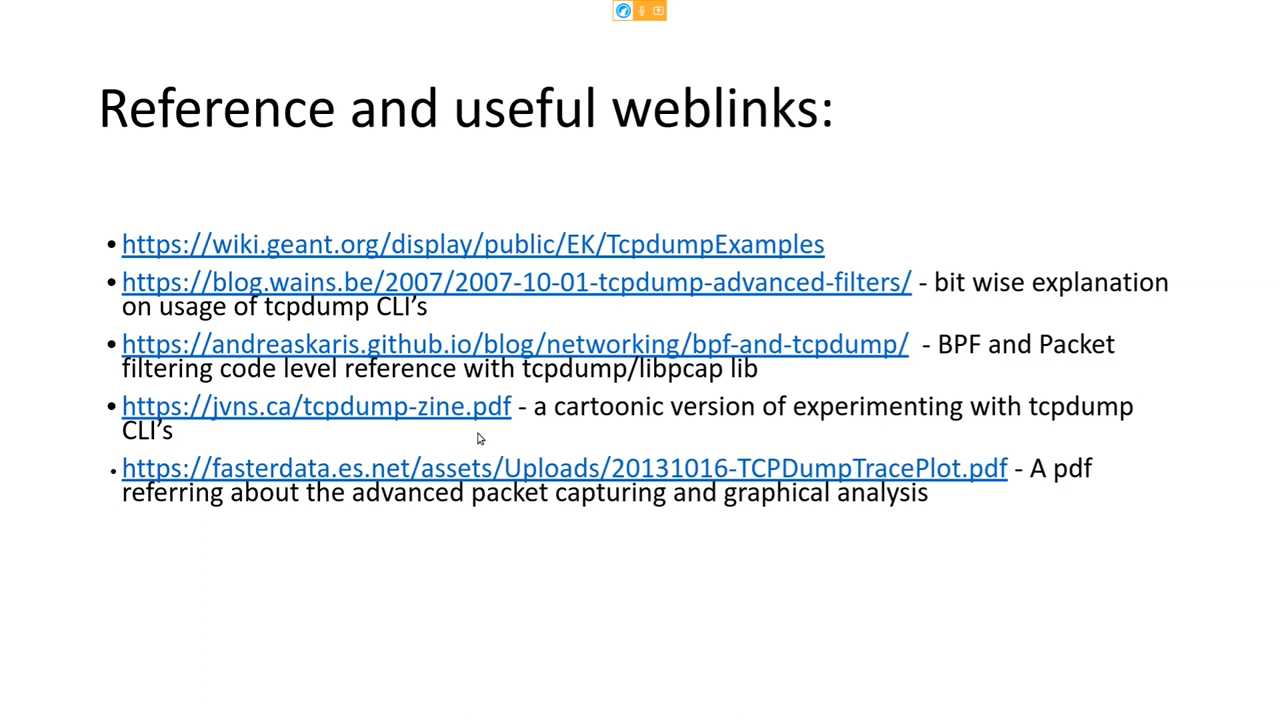 Reference and useful weblinks:
•https://wiki.geant.org/display/public/EK/TcpdumpExamples
•https://blog.wains.be/2007/2007-10-01-tcpdump-advanced-filters/ - bit wise explanation
on usage of tcpdump CLI’s
•https://andreaskaris.github.io/blog/networking/bpf-and-tcpdump/ - BPF and Packet
filtering code level reference with tcpdump/libpcap lib
•https://jvns.ca/tcpdump-zine.pdf - a cartoonic version of experimenting with tcpdump
CLI’s
•https://fasterdata.es.net/assets/Uploads/20131016-TCPDumpTracePlot.pdf - A pdf
referring about the advanced packet capturing and graphical analysis